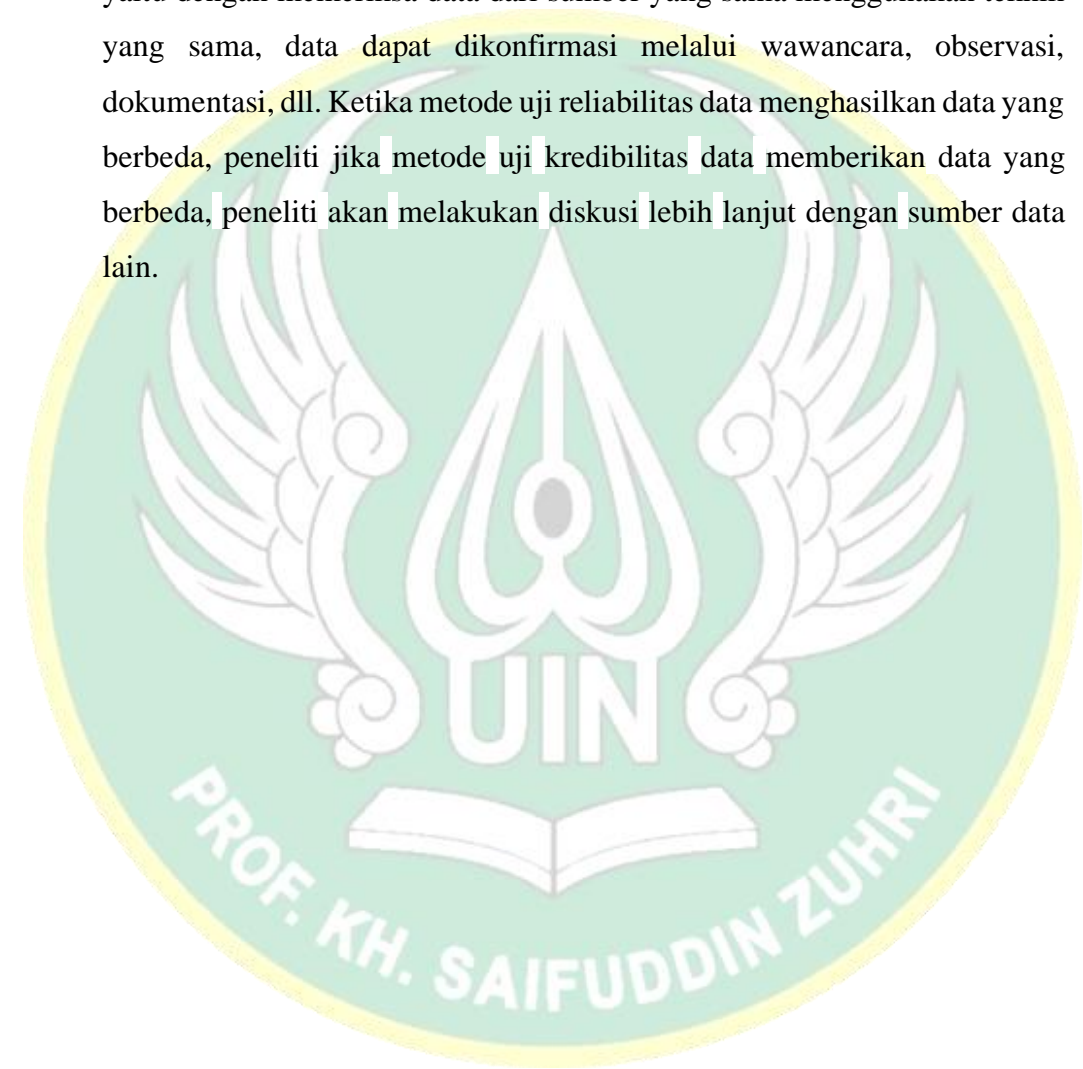 yang sama, data dapat dikonfirmasi melalui wawancara, observasi,
dokumentasi, dll. Ketika metode uji reliabilitas data menghasilkan data yang
berbeda, peneliti jika metode uji kredibilitas data memberikan data yang
berbeda, peneliti akan melakukan diskusi lebih lanjut dengan sumber data
lain.
UIN
PROF. KH. SAIFUDDIN ZUHRI